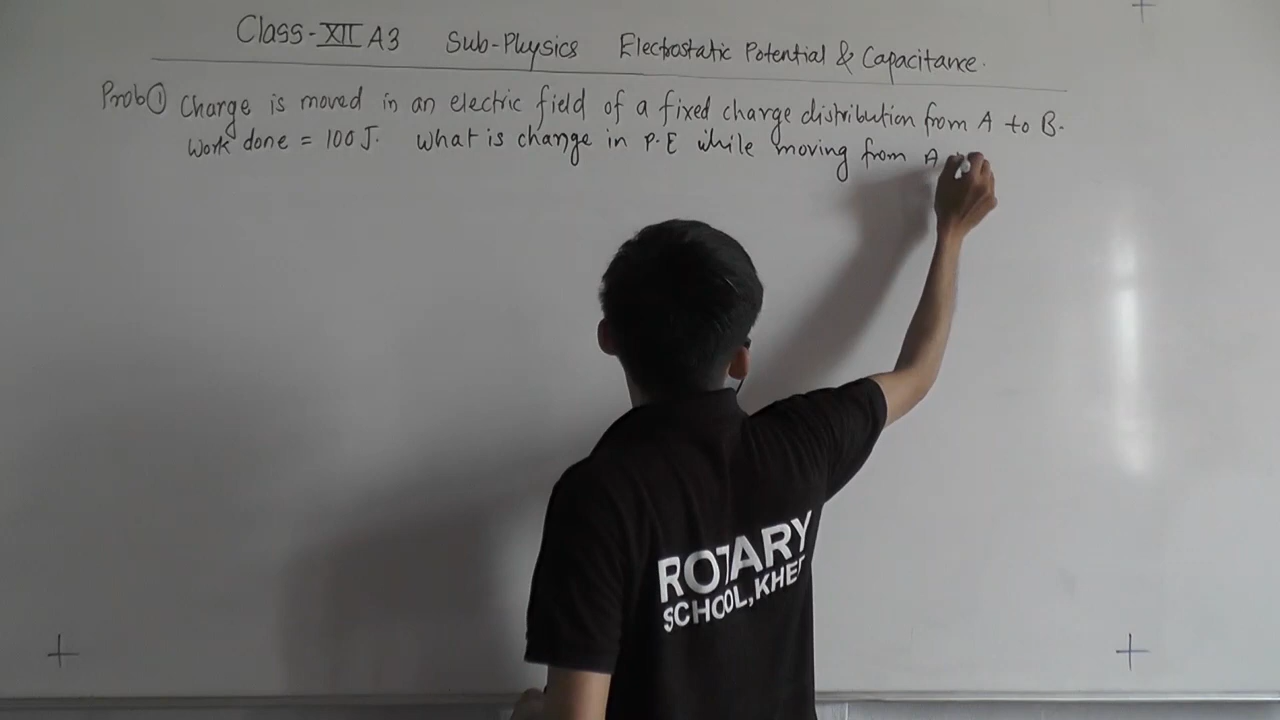 Class-XII A3 Sub-Physics Electrostatic Potential & Capacitance.
Prob① Charge is moved in an electric field of a fixed charge distribution from A to B.
Work done = 100 J. What is change in P.E while moving from A
ROTARY
SCHOOL,